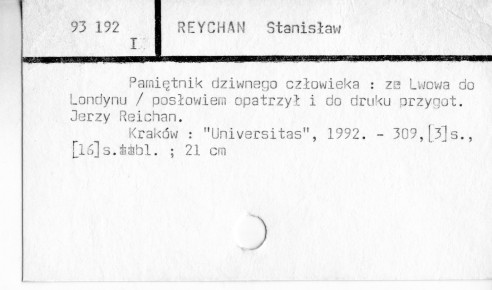 93 192
I
REYCHAN Stanisław
Pamiętnik dziwnego człowieka : ze Lwowa do
Londynu / posłowiem opatrzył i do druku przygot.
Jerzy Reichan.
Kraków : "Universitas", 1992. - 309,[3]s.,
[16]s.tabl. ; 21 cm